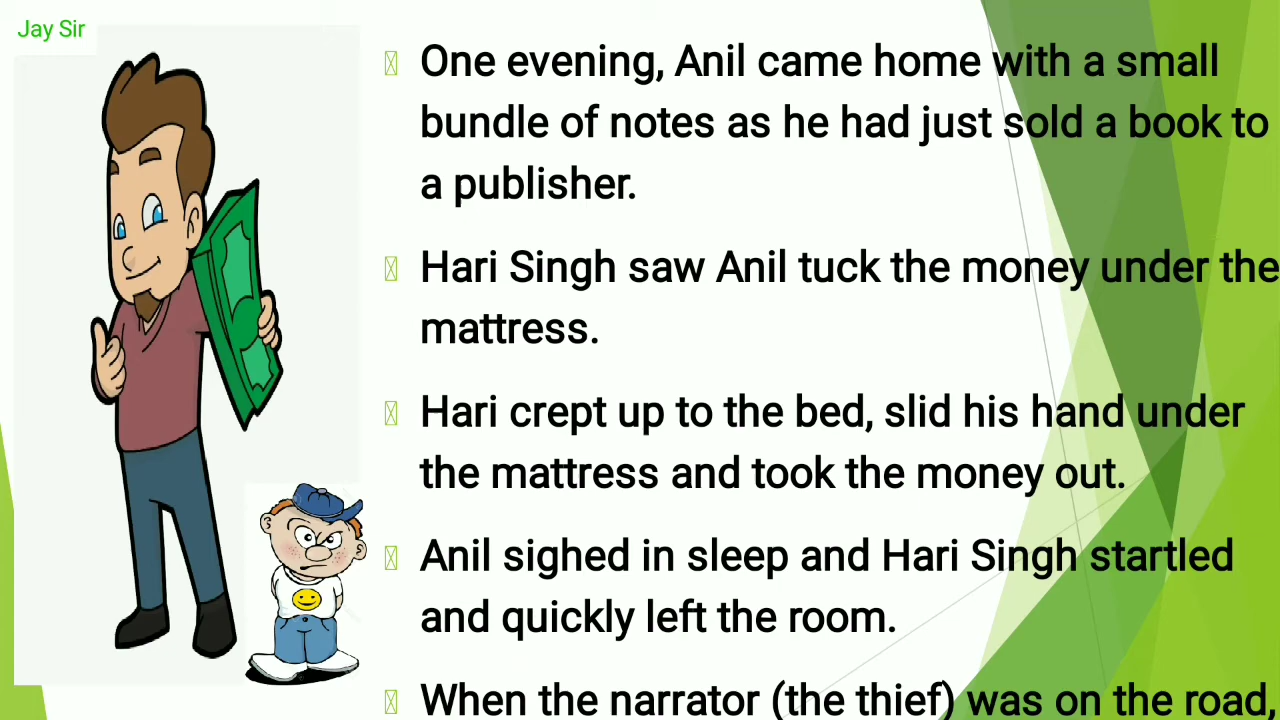 Jay Sir
One evening, Anil came home with a small
bundle of notes as he had just sold a book to
a publisher.
Hari Singh saw Anil tuck the money under the
mattress.
Hari crept up to the bed, slid his hand under
the mattress and took the money out.
Anil sighed in sleep and Hari Singh startled
and quickly left the room.
When the narrator (the thief) was on the road,